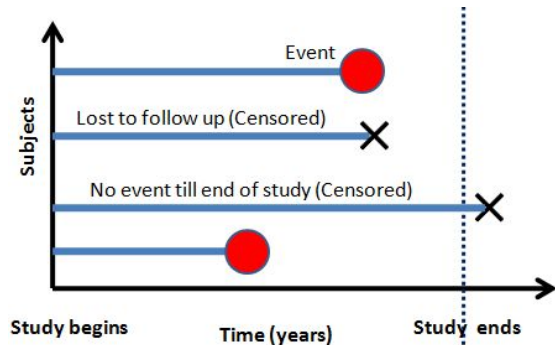 Event
Lost to follow up (Censored)
No event till end of study (Censored)
Subjects
Study begins
Time (years)
Study ends